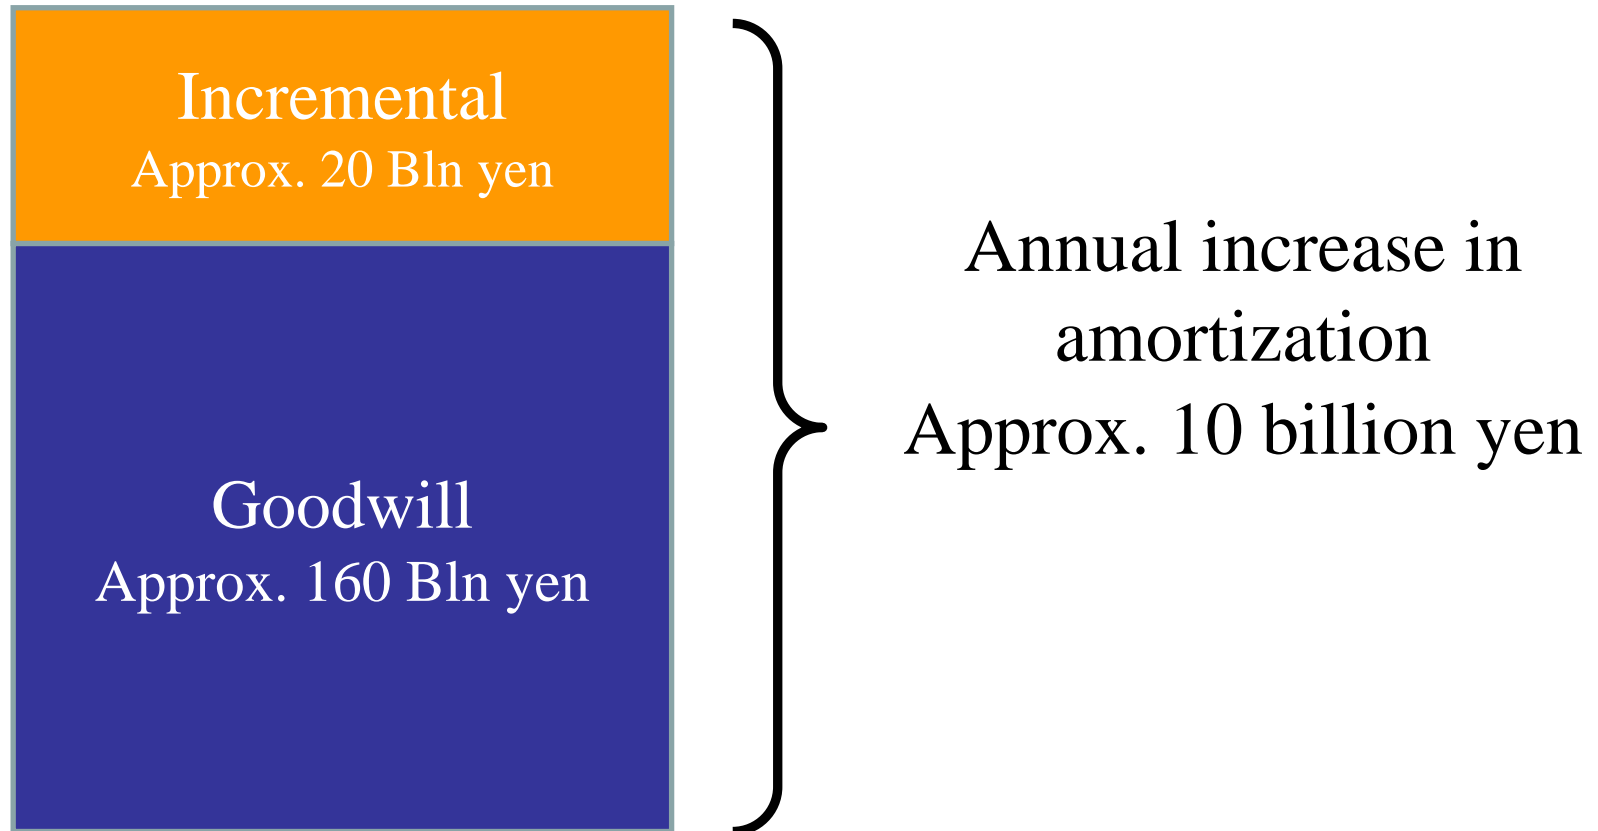 Incremental
Approx. 20 Bln yen
Goodwill
Approx. 160 Bln yen
Annual increase in
amortization
Approx. 10 billion yen